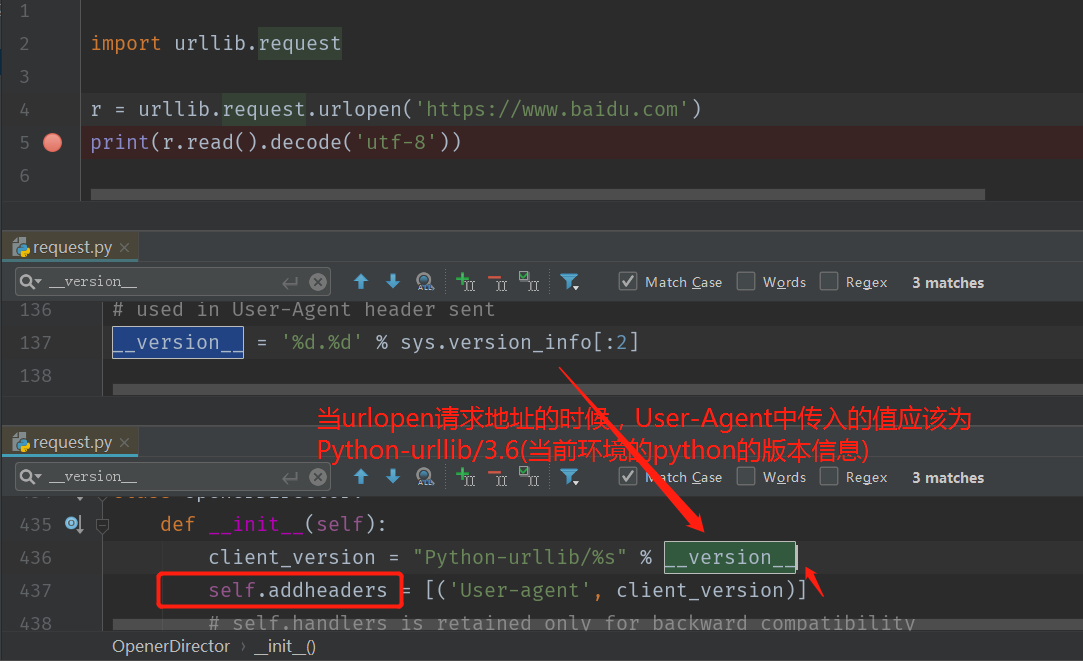 1
2 import urllib.request
3
4 r = urllib.request.urlopen('https://www.baidu.com')
5 print(r.read().decode('utf-8'))
6
request.py
__version__ Match Case Words Regex 3 matches
136 # used in User-Agent header sent
137 __version__ = '%d.%d' % sys.version_info[:2]
138
当urlopen请求地址的时候，User-Agent中传入的值应该为
Python-urllib/3.6(当前环境的python的版本信息)
request.py
__version__ Match Case Words Regex 3 matches
435 def __init__(self):
436 client_version = "Python-urllib/%s" % __version__
437 self.addheaders = [('User-agent', client_version)]
438 # self.handlers is retained only for backward compatibility
OpenerDirector › __init__()